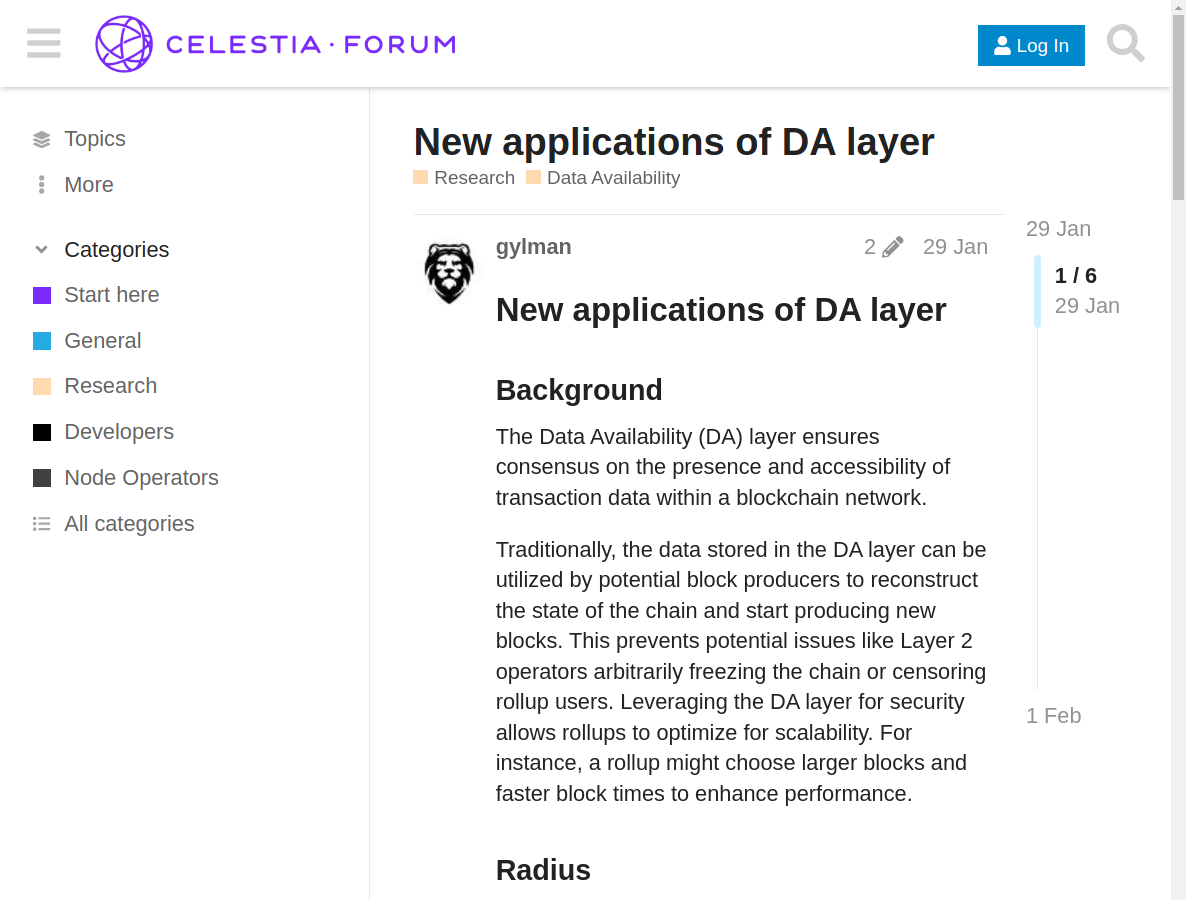 CELESTIA · FORUM
Log In
Topics
More
Categories
Start here
General
Research
Developers
Node Operators
All categories
New applications of DA layer
Research Data Availability
gylman
2 29 Jan
New applications of DA layer
Background
The Data Availability (DA) layer ensures
consensus on the presence and accessibility of
transaction data within a blockchain network.
Traditionally, the data stored in the DA layer can be
utilized by potential block producers to reconstruct
the state of the chain and start producing new
blocks. This prevents potential issues like Layer 2
operators arbitrarily freezing the chain or censoring
rollup users. Leveraging the DA layer for security
allows rollups to optimize for scalability. For
instance, a rollup might choose larger blocks and
faster block times to enhance performance.
Radius
29 Jan
1 / 6
29 Jan
1 Feb